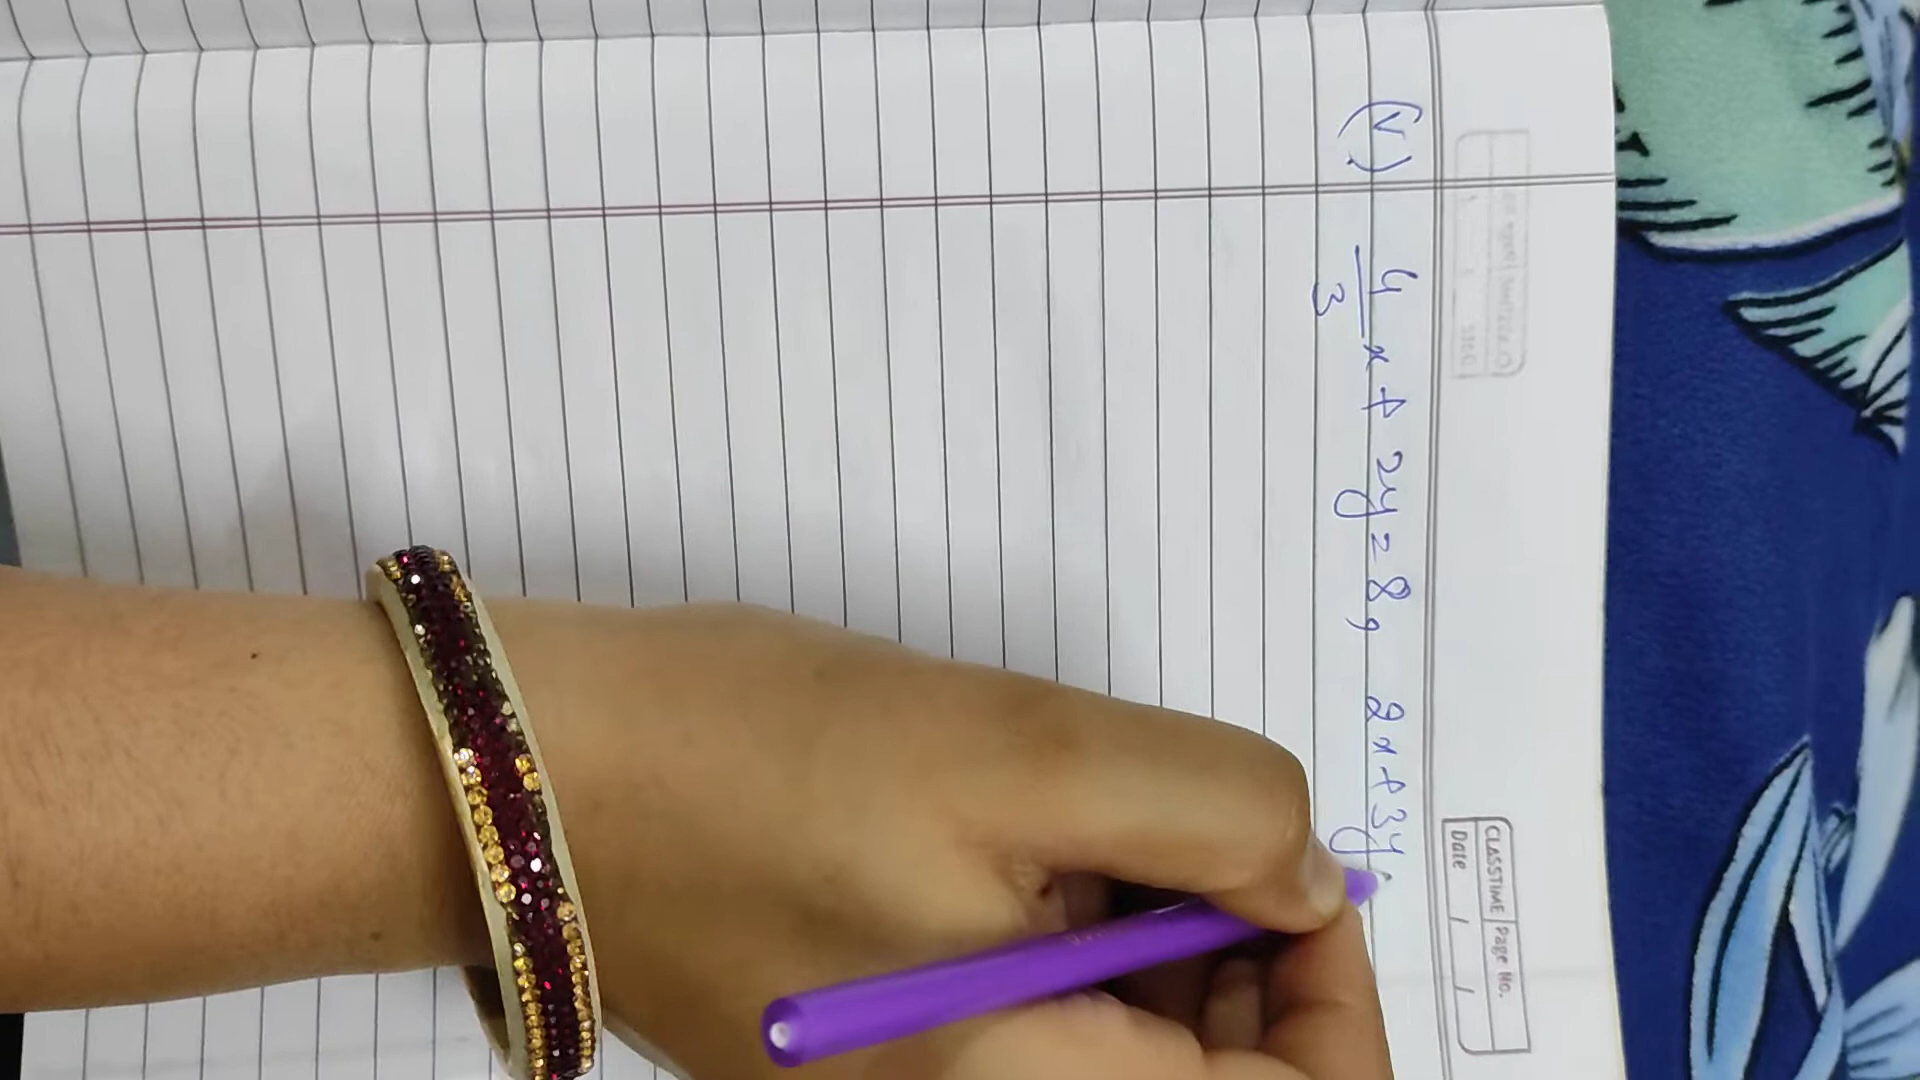 CLASSTIME Page No.
Date / /
(v.) 4/3 x + 2y = 8, 2x + 3y